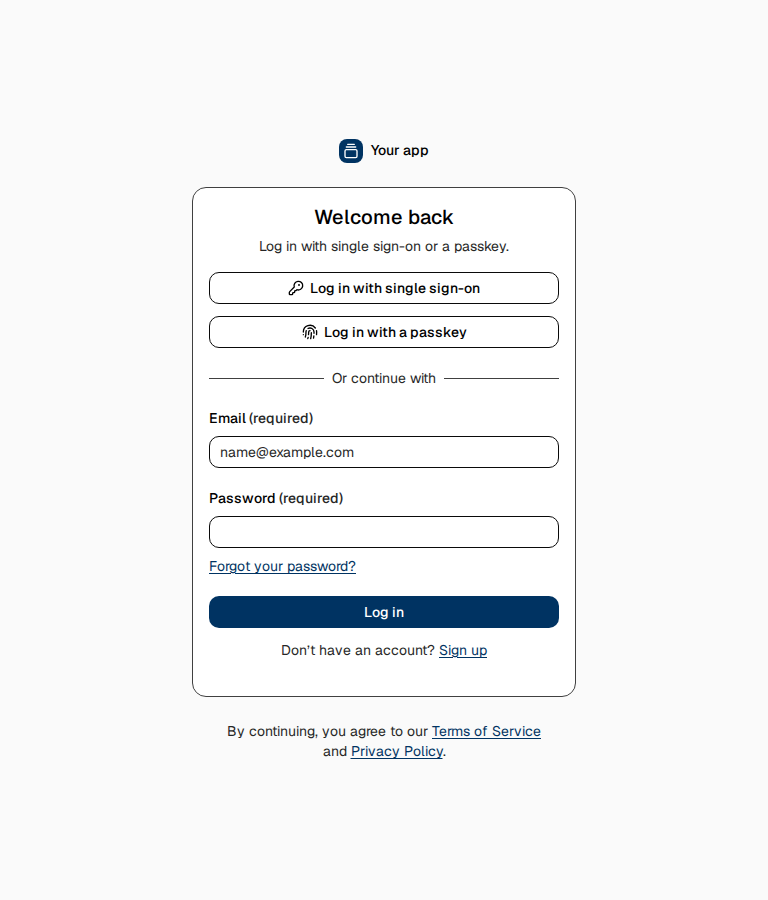 Your app
Welcome back
Log in with single sign-on or a passkey.
Log in with single sign-on
Log in with a passkey
Or continue with
Email (required)
name@example.com
Password (required)
Forgot your password?
Log in
Don’t have an account? Sign up
By continuing, you agree to our Terms of Service
and Privacy Policy.